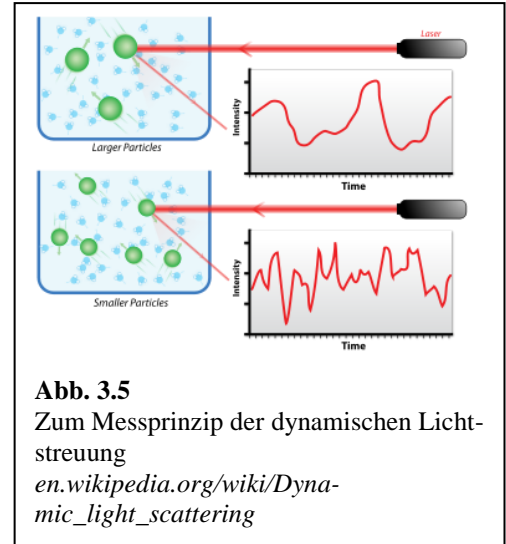 Laser
Intensity
Time
Larger Particles
Intensity
Time
Smaller Particles
Abb. 3.5
Zum Messprinzip der dynamischen Licht-
streuung
en.wikipedia.org/wiki/Dyna-
mic_light_scattering